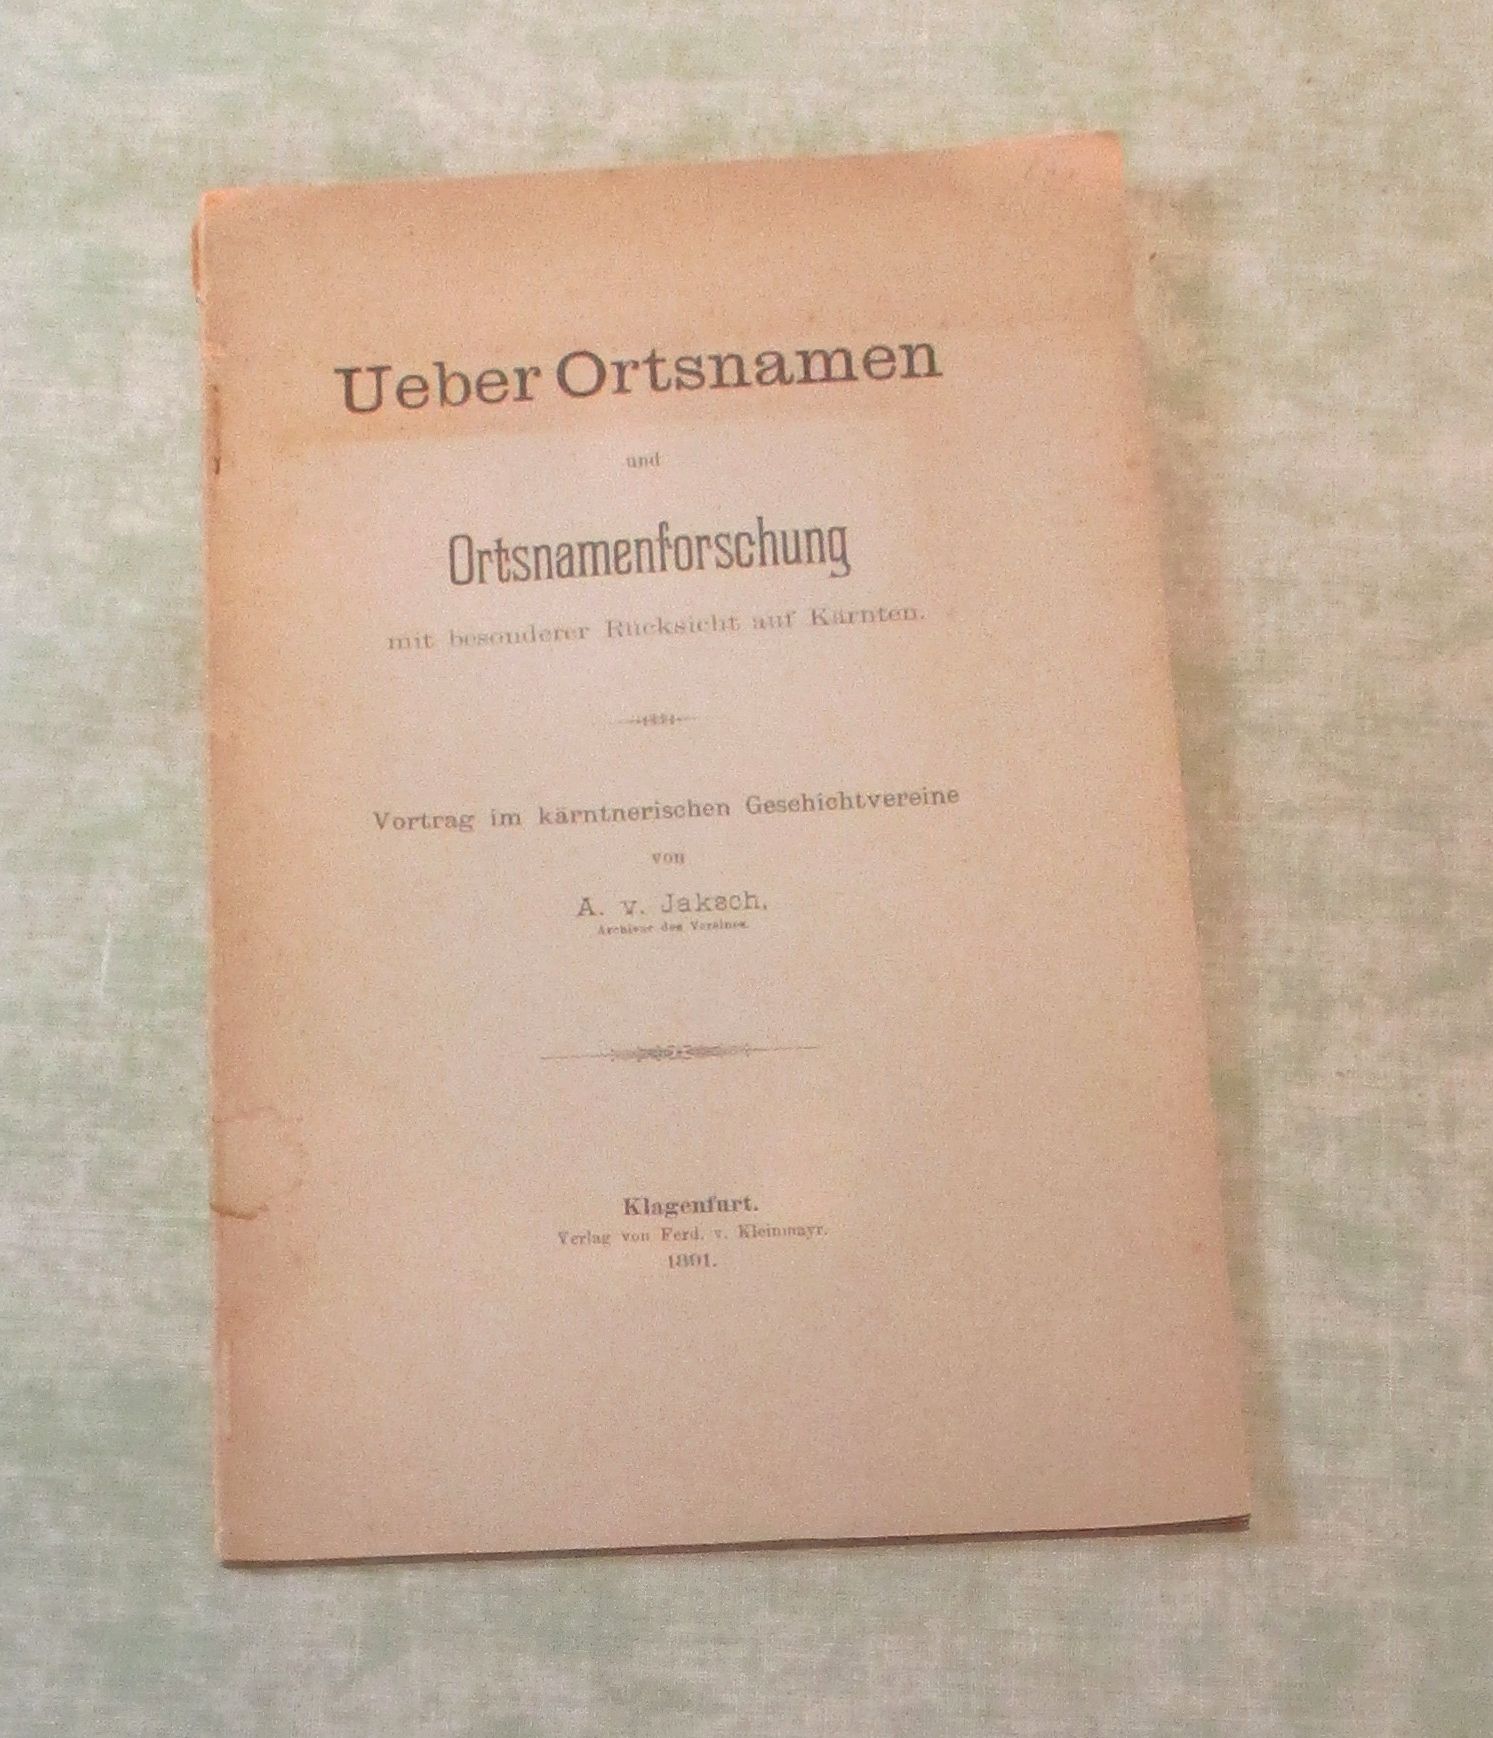 Ueber Ortsnamen
und
Ortsnamenforschung
mit besonderer Rücksicht auf Kärnten.
Vortrag im kärntnerischen Geschichtvereine
von
A. v. Jaksch,
Archivar des Vereines.
Klagenfurt.
Verlag von Ferd. v. Kleinmayr.
1891.